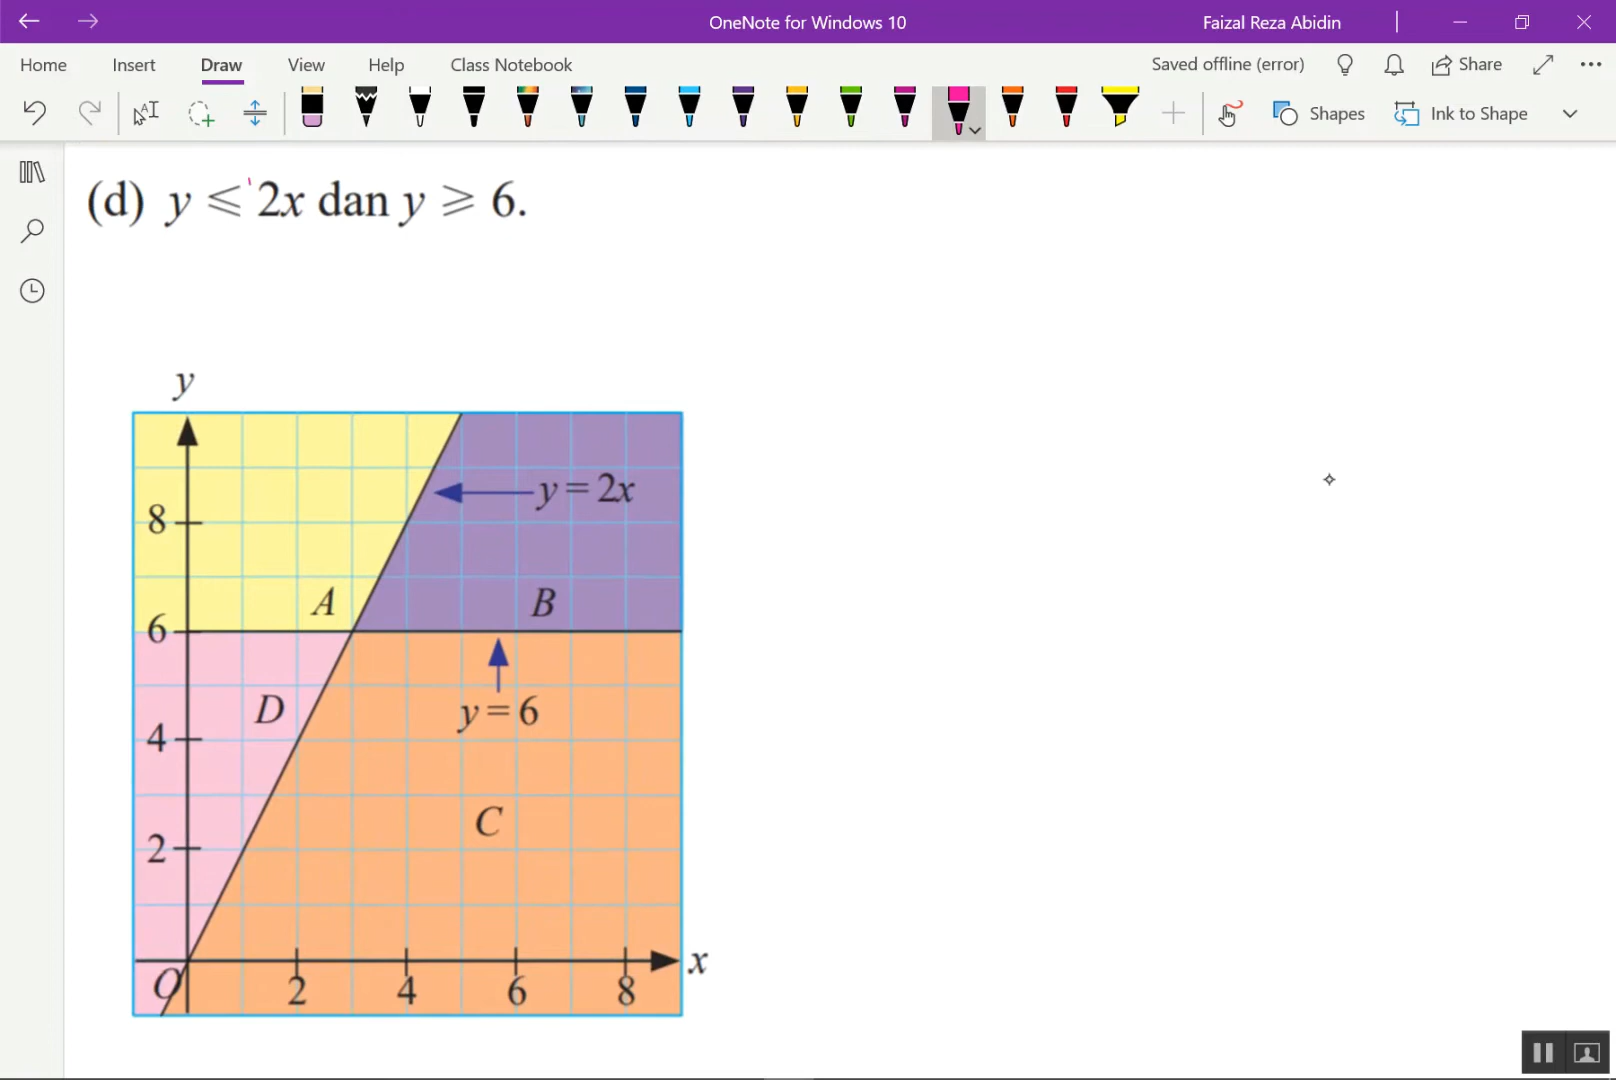 OneNote for Windows 10
Faizal Reza Abidin
Home Insert Draw View Help Class Notebook
Saved offline (error) Share
Shapes Ink to Shape
(d) y ⩽ 2x dan y ⩾ 6.
y
y = 2x
8
A B
6
D y = 6
4
C
2
O 2 4 6 8 x